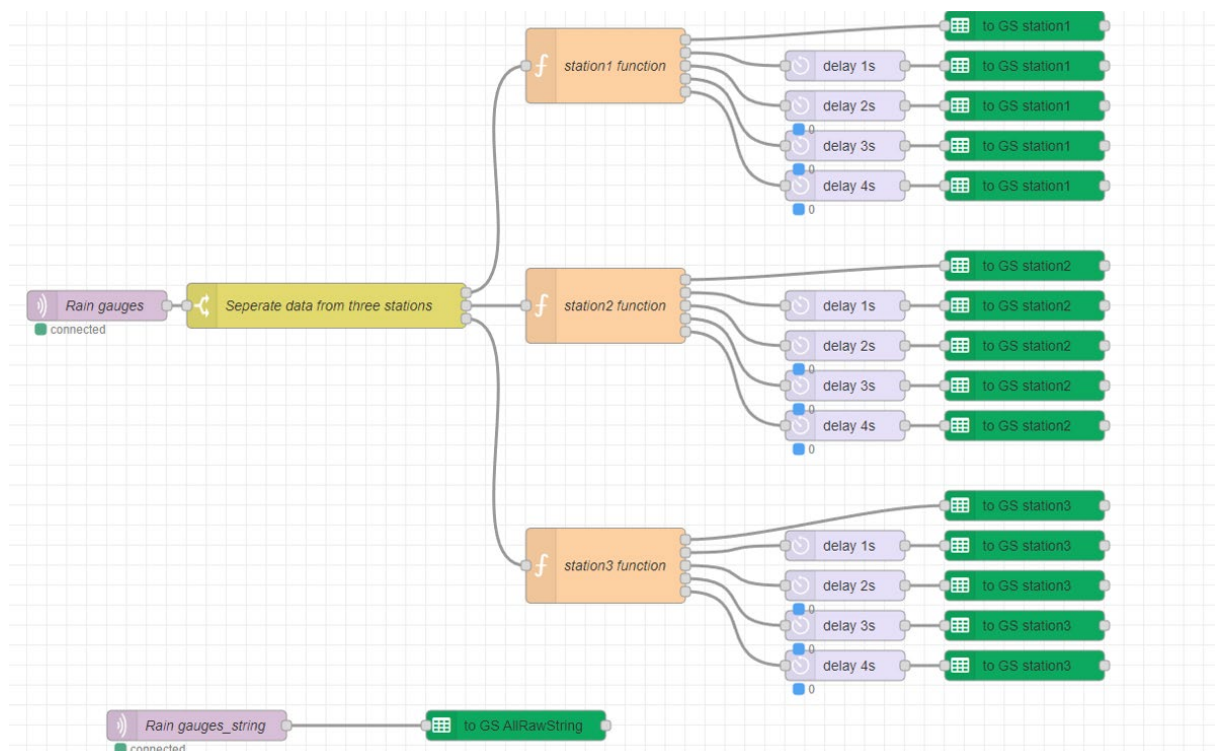 to GS station1
station1 function
delay 1s
to GS station1
delay 2s
to GS station1
0
delay 3s
to GS station1
0
delay 4s
to GS station1
0
to GS station2
Rain gauges
Seperate data from three stations
station2 function
delay 1s
to GS station2
connected
delay 2s
to GS station2
0
delay 3s
to GS station2
0
delay 4s
to GS station2
0
to GS station3
station3 function
delay 1s
to GS station3
delay 2s
to GS station3
0
delay 3s
to GS station3
0
delay 4s
to GS station3
0
Rain gauges_string
to GS AllRawString
connected